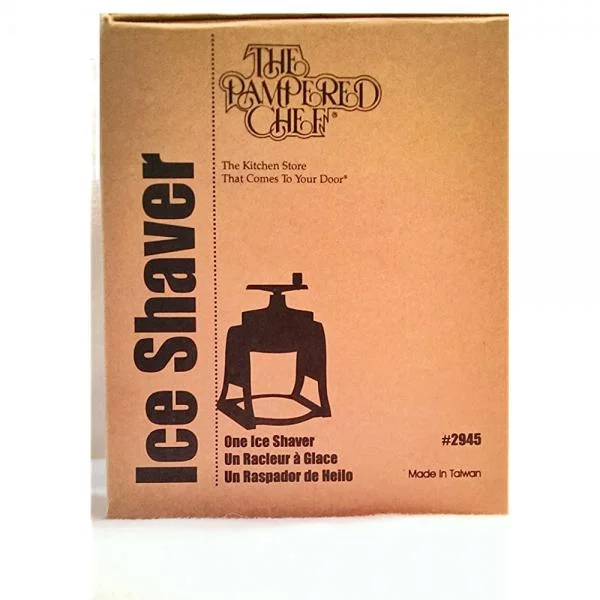 THE
PAMPERED
CHEF®
The Kitchen Store
That Comes To Your Door®
Ice Shaver
One Ice Shaver
Un Racleur à Glace
Un Raspador de Heilo
#2945
Made In Taiwan